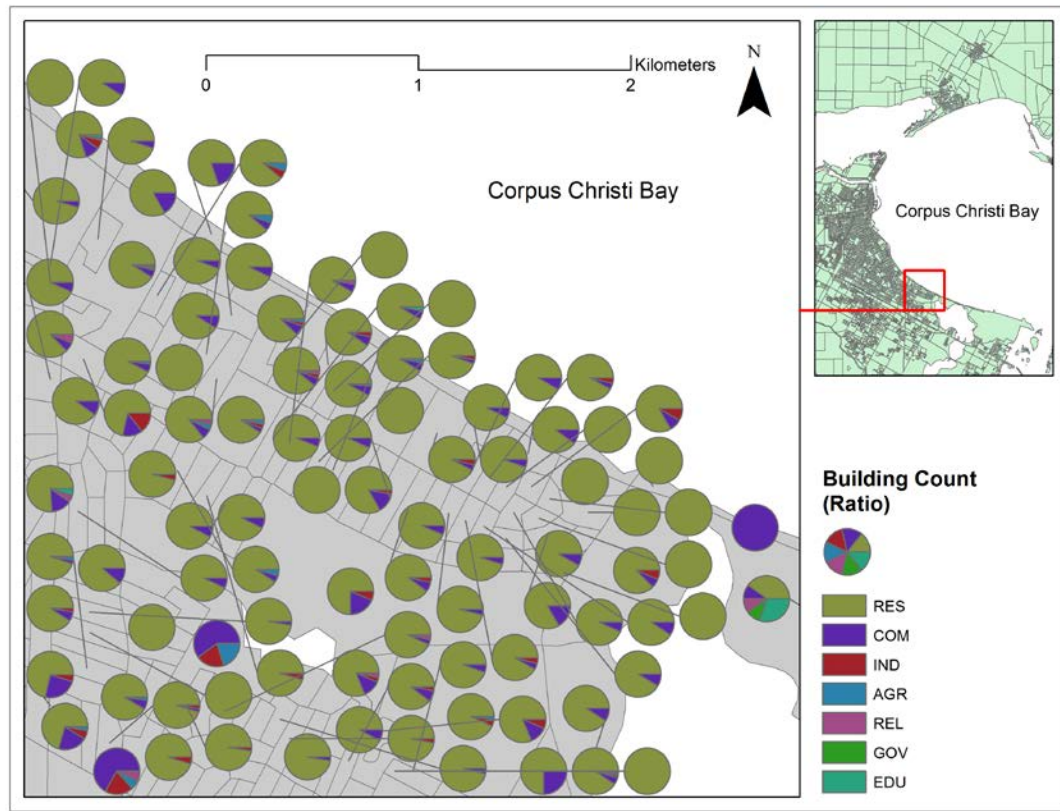 Kilometers
0
1
2
N
Corpus Christi Bay
Corpus Christi Bay
Building Count
(Ratio)
RES
COM
IND
AGR
REL
GOV
EDU